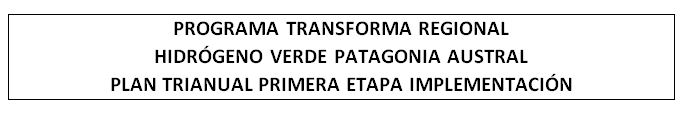 PROGRAMA TRANSFORMA REGIONAL
HIDRÓGENO VERDE PATAGONIA AUSTRAL
PLAN TRIANUAL PRIMERA ETAPA IMPLEMENTACIÓN